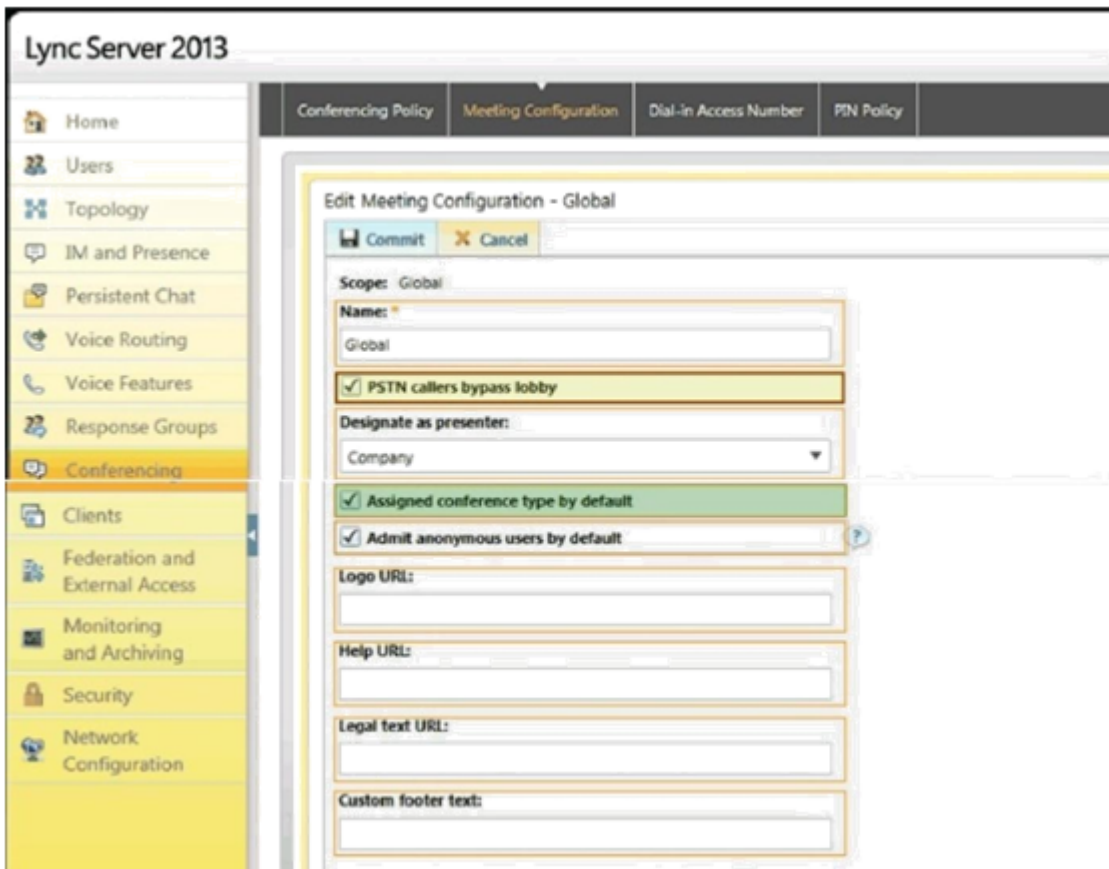 Lync Server 2013
Home
Users
Topology
IM and Presence
Persistent Chat
Voice Routing
Voice Features
Response Groups
Conferencing
Clients
Federation and
External Access
Monitoring
and Archiving
Security
Network
Configuration
Conferencing Policy
Meeting Configuration
Dial-in Access Number
PIN Policy
Edit Meeting Configuration - Global
Commit
Cancel
Scope: Global
Name: *
Global
PSTN callers bypass lobby
Designate as presenter:
Company
Assigned conference type by default
Admit anonymous users by default
?
Logo URL:
Help URL:
Legal text URL:
Custom footer text: